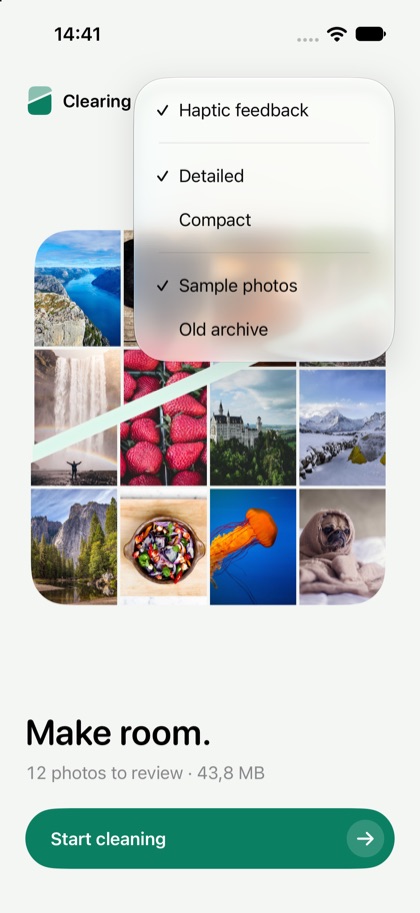 14:41
Clearing
Haptic feedback
Detailed
Compact
Sample photos
Old archive
Make room.
12 photos to review · 43,8 MB
Start cleaning